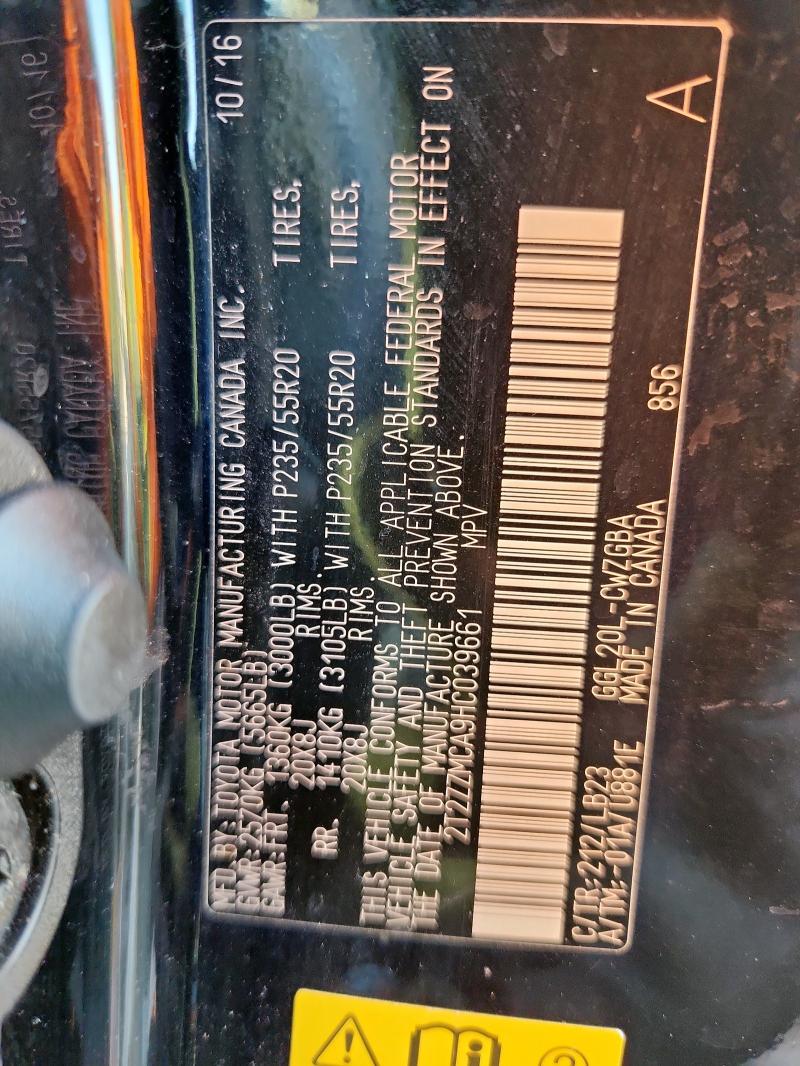 MFD BY: TOYOTA MOTOR MANUFACTURING CANADA INC. 10/16
GVWR 2570KG (5665LB)
GAWR:FRT. 1360KG (3000LB) WITH P235/55R20 TIRES,
20X8J RIMS.
RR. 1410KG (3105LB) WITH P235/55R20 TIRES,
20X8J RIMS.
THIS VEHICLE CONFORMS TO ALL APPLICABLE FEDERAL MOTOR
VEHICLE SAFETY AND THEFT PREVENTION STANDARDS IN EFFECT ON
THE DATE OF MANUFACTURE SHOWN ABOVE.
2T2ZZMCA9HC039661 MPV
C/TR:212/LB23 GGL20L-CWZGBA
A/TM:-01A/U881E MADE IN CANADA 856 A